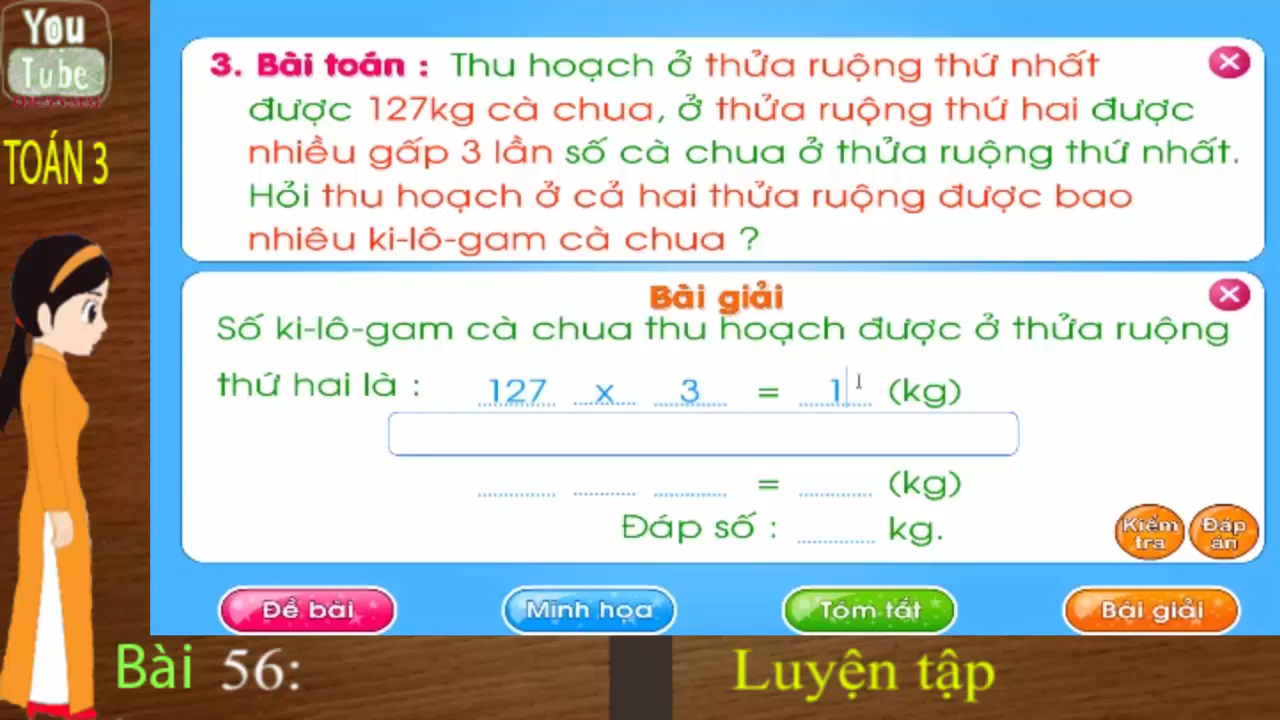 You
Tube
TOÁN 3
3. Bài toán : Thu hoạch ở thửa ruộng thứ nhất
được 127kg cà chua, ở thửa ruộng thứ hai được
nhiều gấp 3 lần số cà chua ở thửa ruộng thứ nhất.
Hỏi thu hoạch ở cả hai thửa ruộng được bao
nhiêu ki-lô-gam cà chua ?
Bài giải
Số ki-lô-gam cà chua thu hoạch được ở thửa ruộng
thứ hai là : 127 x 3 = 1 (kg)
= (kg)
Đáp số : kg.
Kiểm tra
Đáp án
Đề bài
Minh họa
Tóm tắt
Bài giải
Bài 56:
Luyện tập